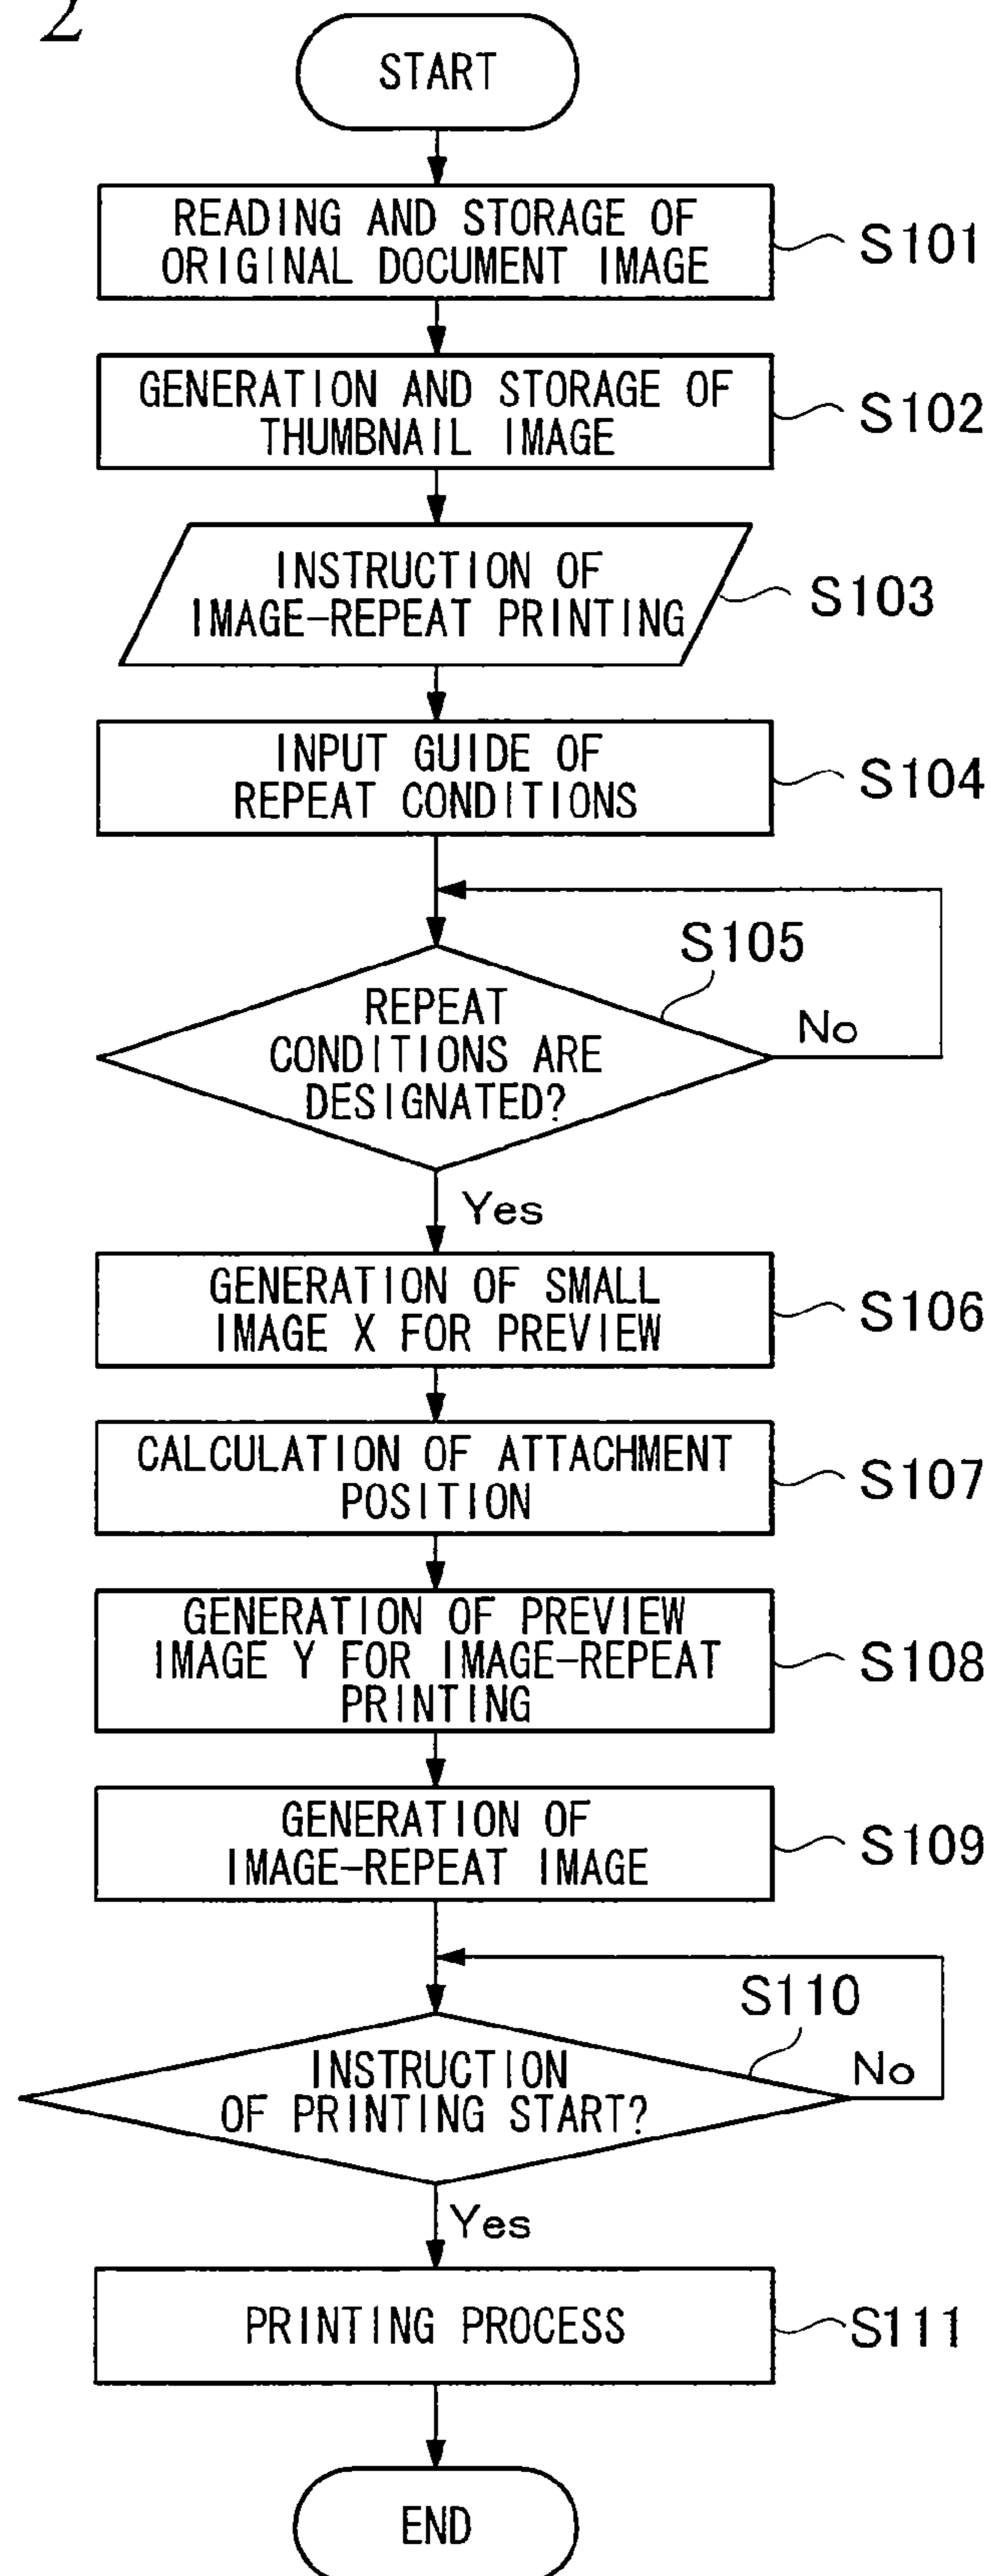 2
START
READING AND STORAGE OF
ORIGINAL DOCUMENT IMAGE
S101
GENERATION AND STORAGE OF
THUMBNAIL IMAGE
S102
INSTRUCTION OF
IMAGE-REPEAT PRINTING
S103
INPUT GUIDE OF
REPEAT CONDITIONS
S104
S105
REPEAT
CONDITIONS ARE
DESIGNATED?
No
Yes
GENERATION OF SMALL
IMAGE X FOR PREVIEW
S106
CALCULATION OF ATTACHMENT
POSITION
S107
GENERATION OF PREVIEW
IMAGE Y FOR IMAGE-REPEAT
PRINTING
S108
GENERATION OF
IMAGE-REPEAT IMAGE
S109
S110
INSTRUCTION
OF PRINTING START?
No
Yes
PRINTING PROCESS
S111
END